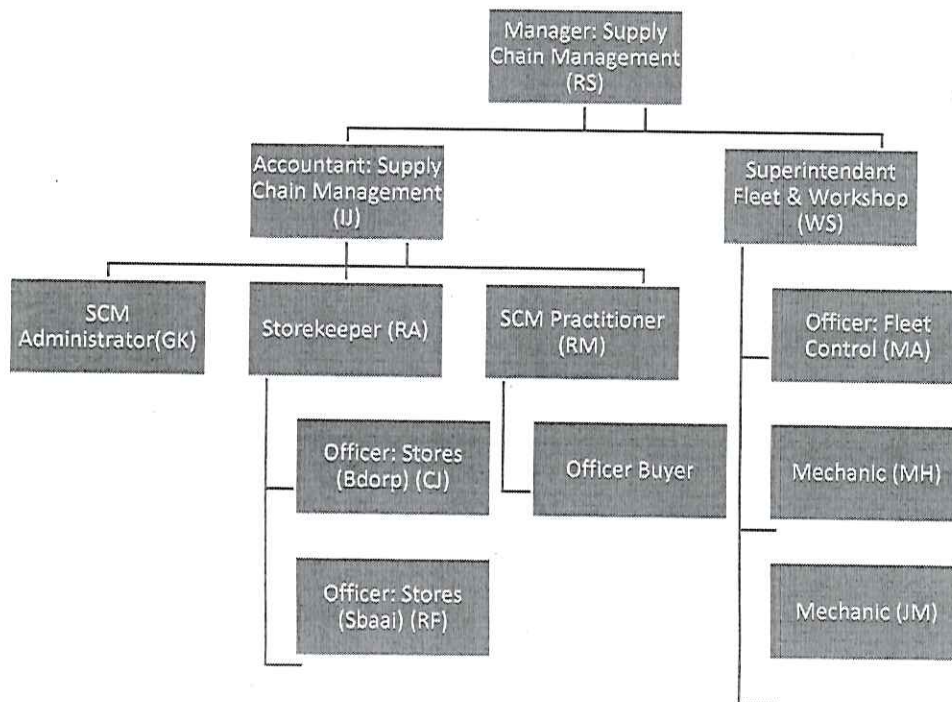 Manager: Supply
Chain Management
(RS)
Accountant: Supply
Chain Management
(IJ)
Superintendant
Fleet & Workshop
(WS)
SCM
Administrator(GK)
Storekeeper (RA)
SCM Practitioner
(RM)
Officer: Fleet
Control (MA)
Officer: Stores
(Bdorp) (CJ)
Officer Buyer
Mechanic (MH)
Officer: Stores
(Sbaai) (RF)
Mechanic (JM)